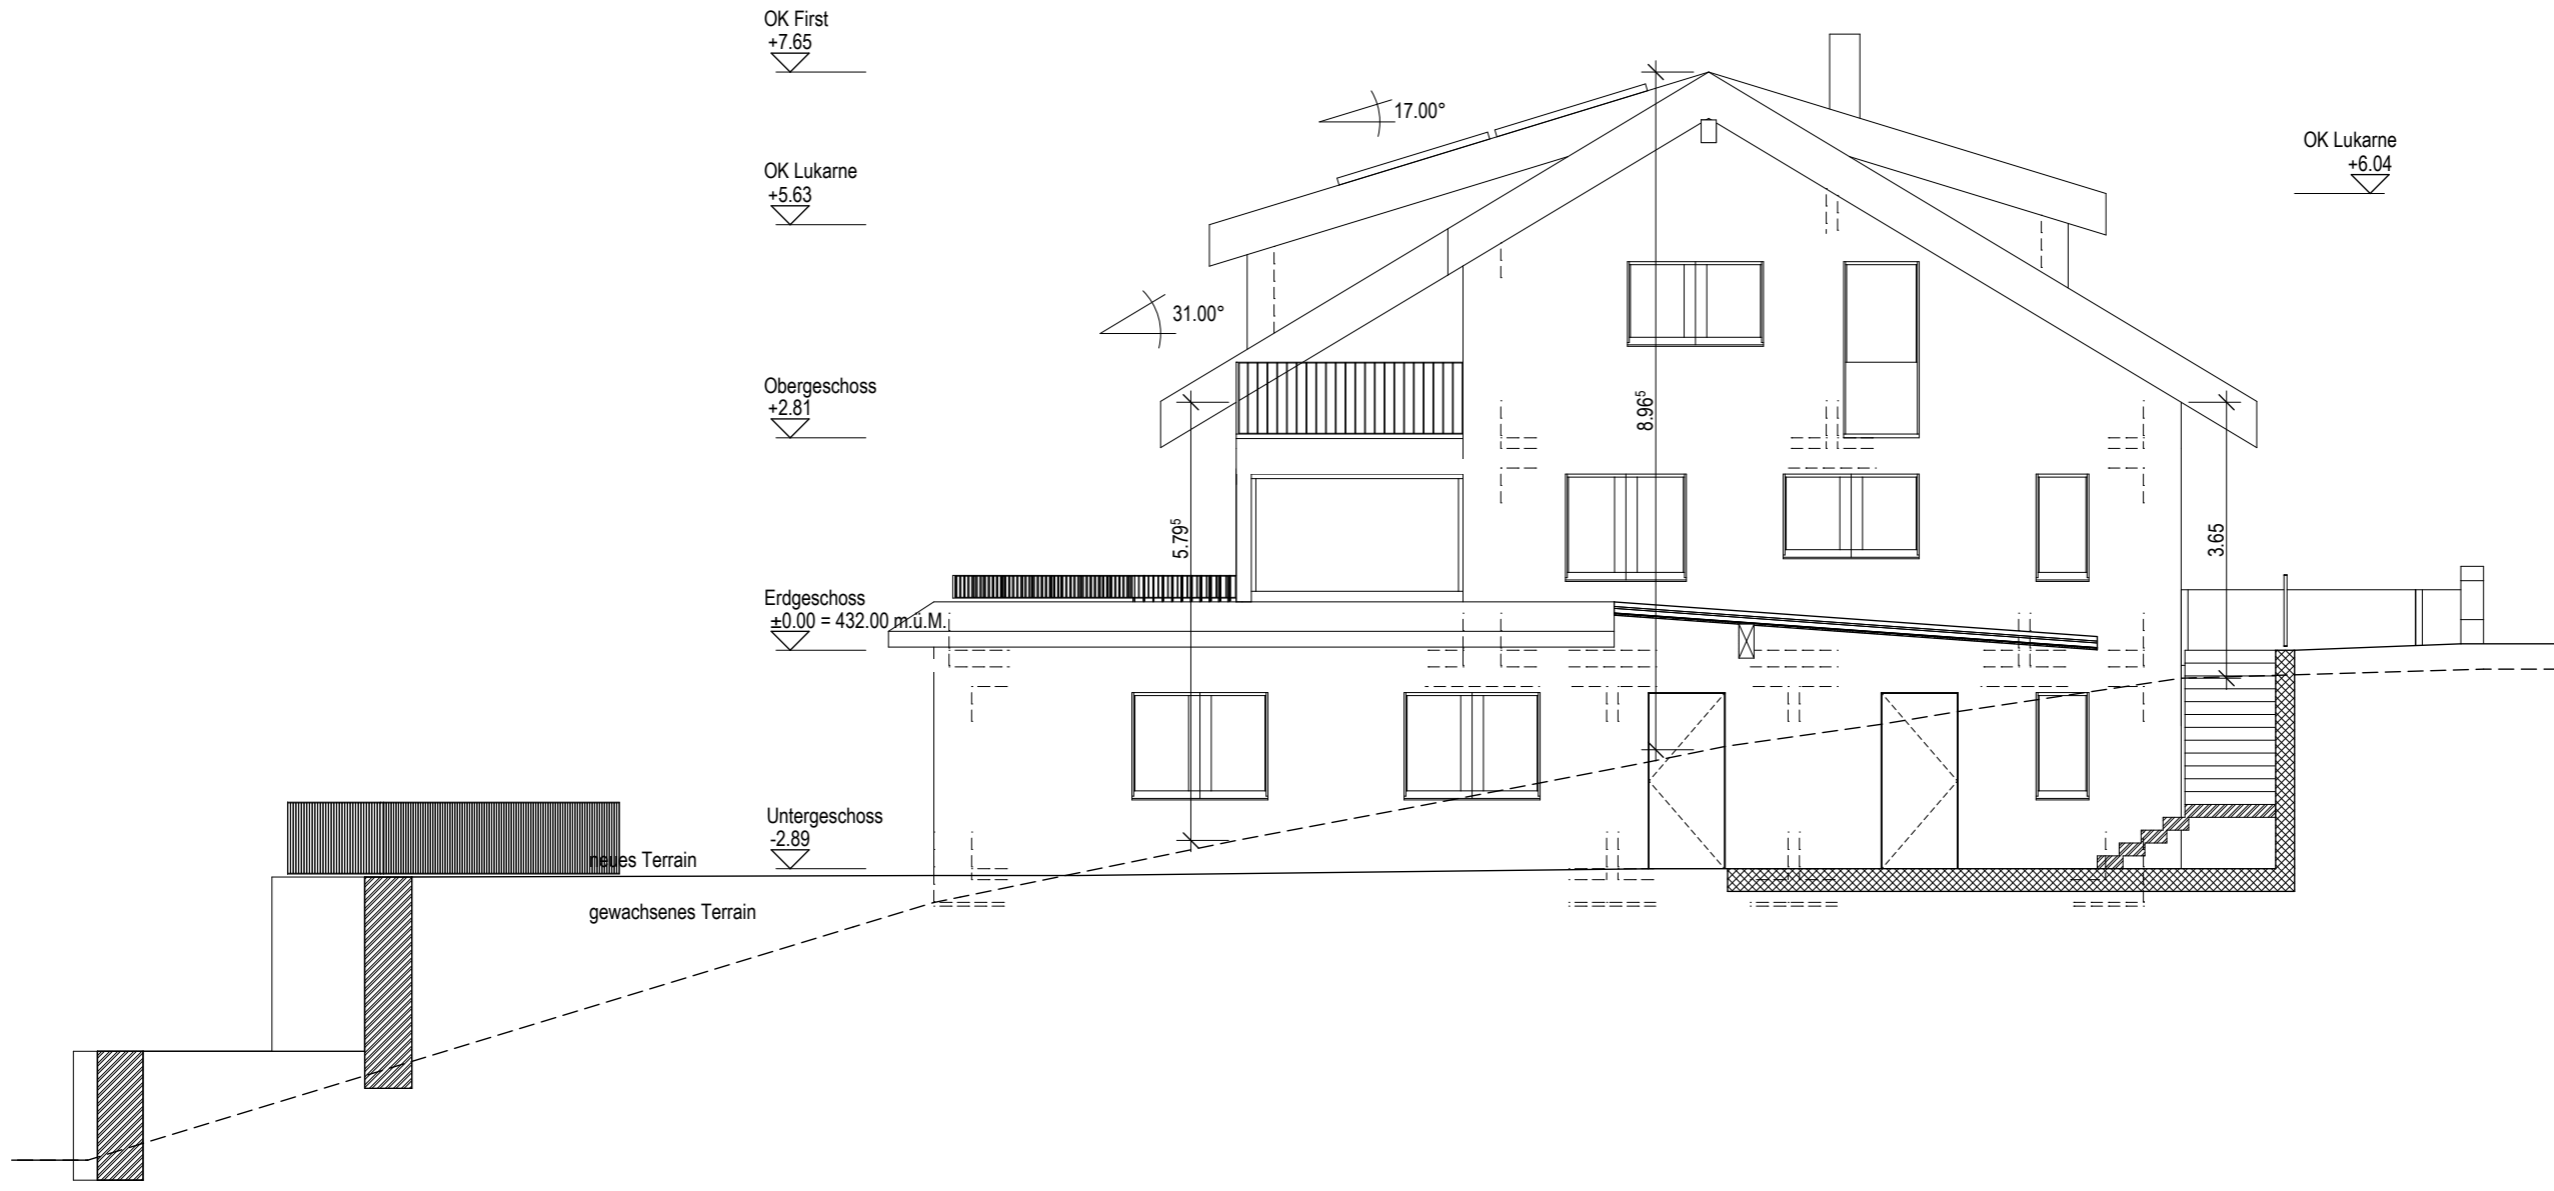 OK First
+7.65
17.00°
OK Lukarne
+6.04
OK Lukarne
+5.63
31.00°
Obergeschoss
+2.81
8.96⁵
5.79⁵
3.65
Erdgeschoss
±0.00 = 432.00 m.ü.M.
Untergeschoss
-2.89
neues Terrain
gewachsenes Terrain